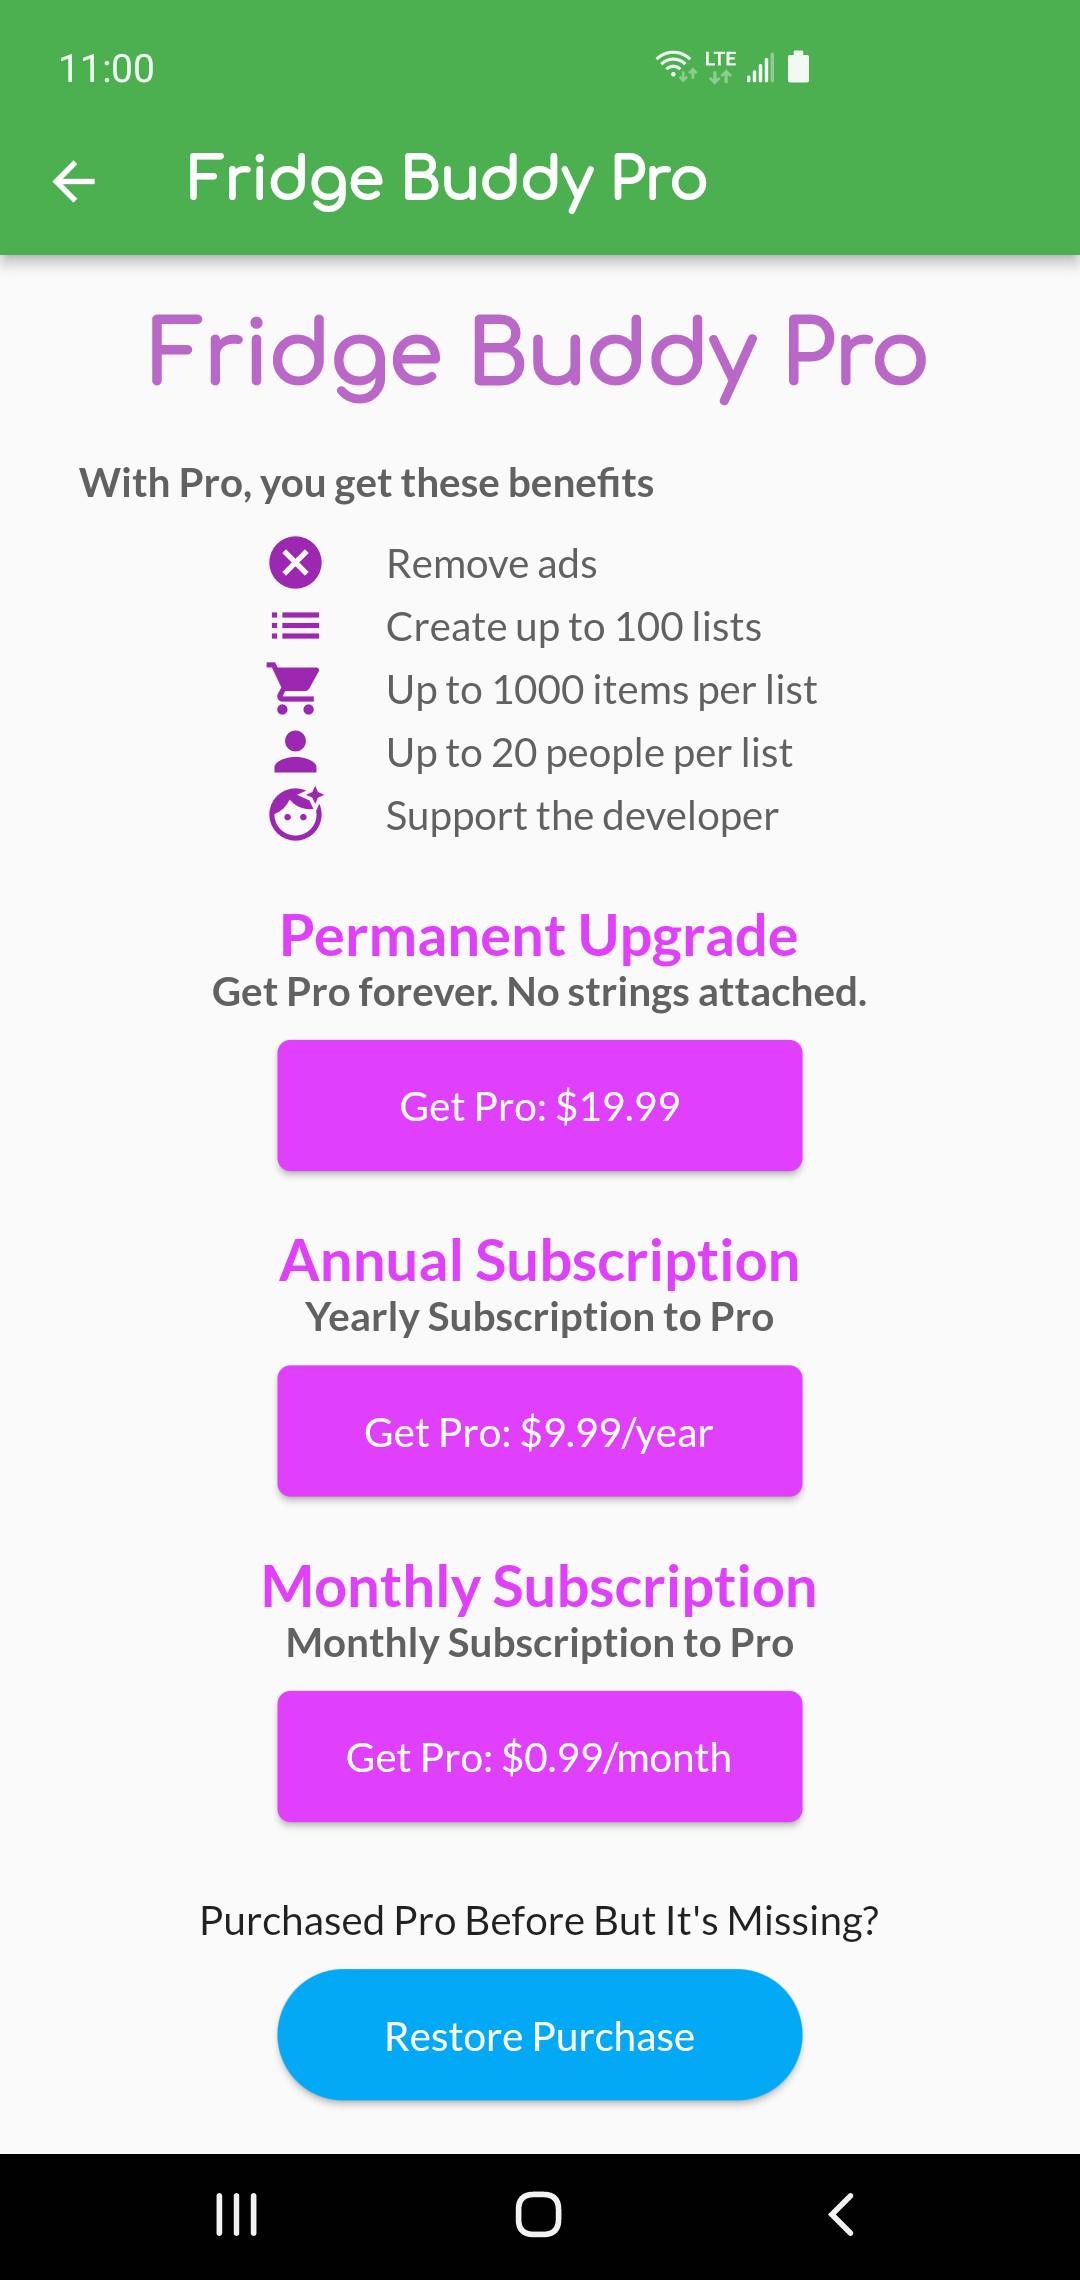 11:00
LTE
Fridge Buddy Pro
Fridge Buddy Pro
With Pro, you get these benefits
Remove ads
Create up to 100 lists
Up to 1000 items per list
Up to 20 people per list
Support the developer
Permanent Upgrade
Get Pro forever. No strings attached.
Get Pro: $19.99
Annual Subscription
Yearly Subscription to Pro
Get Pro: $9.99/year
Monthly Subscription
Monthly Subscription to Pro
Get Pro: $0.99/month
Purchased Pro Before But It's Missing?
Restore Purchase